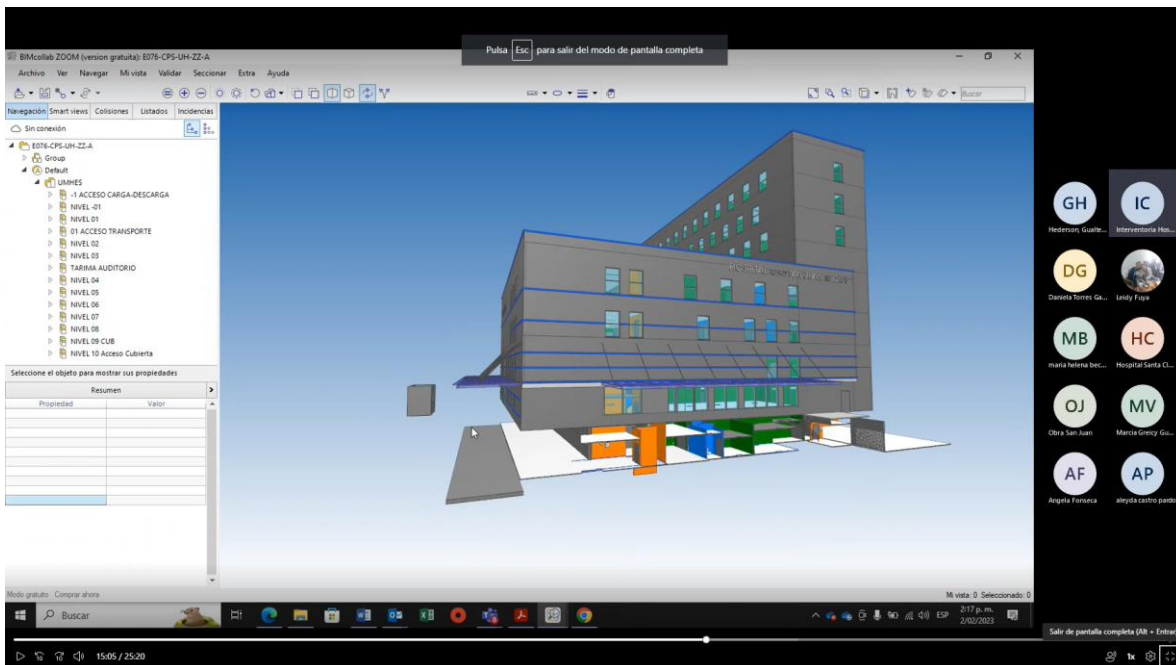 Pulsa Esc para salir del modo de pantalla completa
BIMcollab ZOOM (version gratuita): E076-CPS-UH-ZZ-A
Archivo Ver Navegar Mi vista Validar Seccionar Extra Ayuda
Buscar
Navegación Smart views Colisiones Listados Incidencias
Sin conexión
E076-CPS-UH-ZZ-A
Group
Default
UMHES
-1 ACCESO CARGA-DESCARGA
NIVEL -01
NIVEL 01
01 ACCESO TRANSPORTE
NIVEL 02
NIVEL 03
TARIMA AUDITORIO
NIVEL 04
NIVEL 05
NIVEL 06
NIVEL 07
NIVEL 08
NIVEL 09 CUB
NIVEL 10 Acceso Cubierta
Seleccione el objeto para mostrar sus propiedades
Resumen
Propiedad Valor
GH IC
Hederson, Gualte... Interventoria Hos...
DG
Daniela Torres Ga... Leidy Fuya
MB HC
maria helena bec... Hospital Santa Cl...
OJ MV
Obra San Juan Marcia Greicy Gu...
AF AP
Angela Fonseca aleyda castro pardo
Modo gratuito Comprar ahora
Mi vista: 0 Seleccionado: 0
Buscar
ESP
2:17 p. m.
2/02/2023
Salir de pantalla completa (Alt + Entrar)
15:05 / 25:20
1x